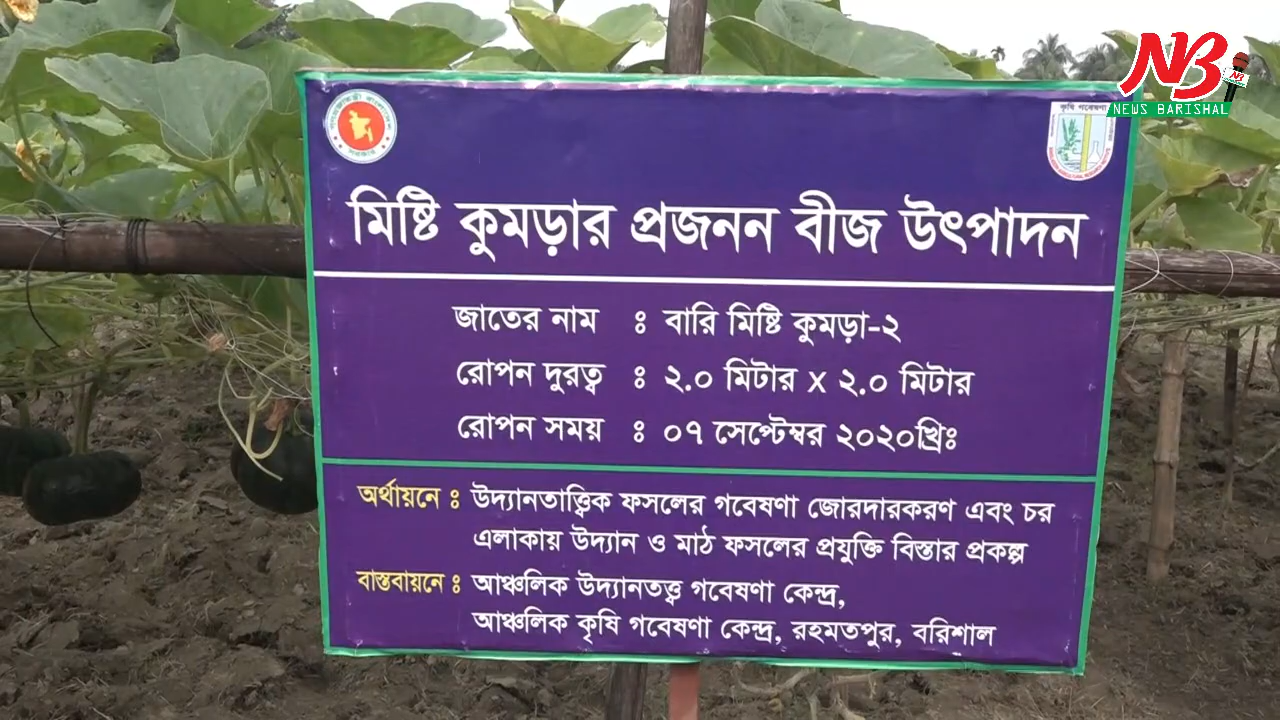 NB
NEWS BARISHAL
কৃষি গবেষণা
মিষ্টি কুমড়ার প্রজনন বীজ উৎপাদন
জাতের নাম : বারি মিষ্টি কুমড়া-২
রোপন দুরত্ব : ২.০ মিটার x ২.০ মিটার
রোপন সময় : ০৭ সেপ্টেম্বর ২০২০খ্রিঃ
অর্থায়নে : উদ্যানতাত্ত্বিক ফসলের গবেষণা জোরদারকরণ এবং চর
এলাকায় উদ্যান ও মাঠ ফসলের প্রযুক্তি বিস্তার প্রকল্প
বাস্তবায়নে : আঞ্চলিক উদ্যানতত্ত্ব গবেষণা কেন্দ্র,
আঞ্চলিক কৃষি গবেষণা কেন্দ্র, রহমতপুর, বরিশাল